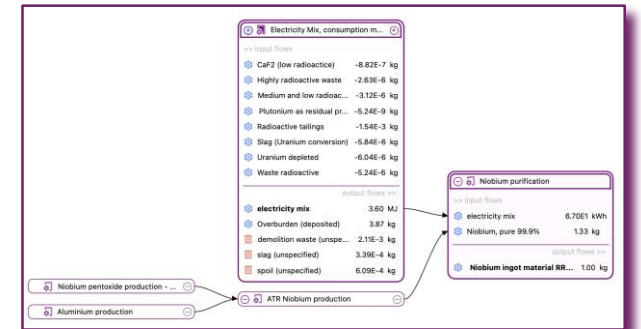 Electricity Mix, consumption m...
>> input flows
CaF2 (low radioactice) -8.82E-7 kg
Highly radioactive waste -2.63E-6 kg
Medium and low radioac... -3.12E-6 kg
Plutonium as residual pr... -5.24E-9 kg
Radioactive tailings -1.54E-3 kg
Slag (Uranium conversion) -5.84E-6 kg
Uranium depleted -6.04E-6 kg
Waste radioactive -5.24E-6 kg
output flows >>
electricity mix 3.60 MJ
Overburden (deposited) 3.87 kg
demolition waste (unspe... 2.11E-3 kg
slag (unspecified) 3.39E-4 kg
spoil (unspecified) 6.09E-4 kg
Niobium purification
>> input flows
electricity mix 6.70E1 kWh
Niobium, pure 99.9% 1.33 kg
output flows >>
Niobium ingot material RR... 1.00 kg
Niobium pentoxide production - ...
Aluminium production
ATR Niobium production